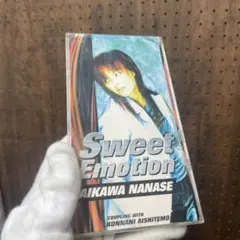 Sweet
Emotion
AIKAWA NANASE
COUPLING WITH
KONNANI AISHITEMO